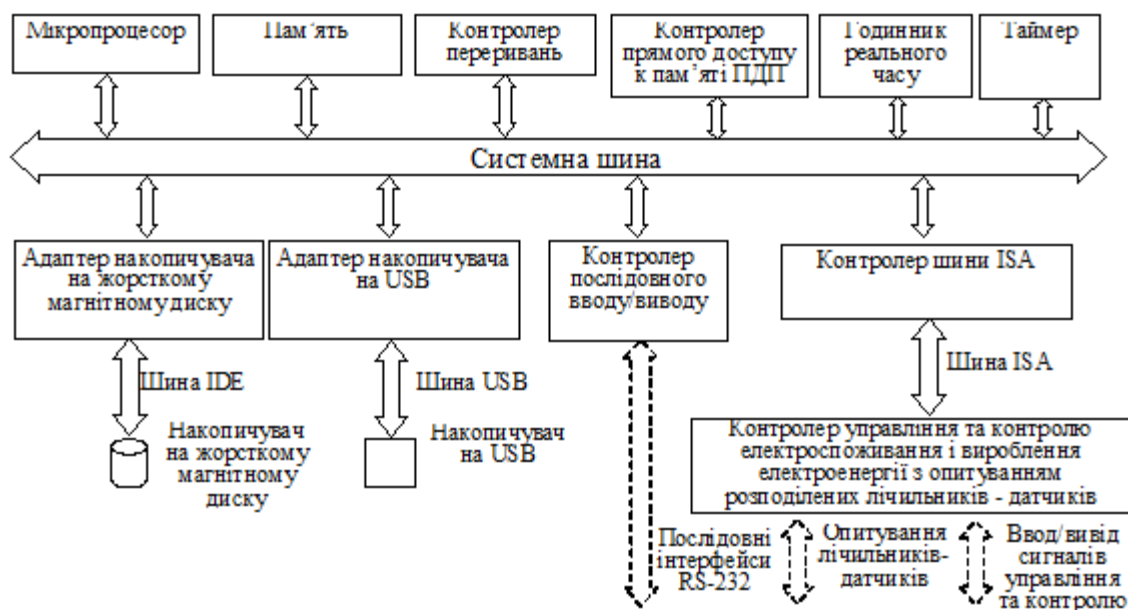 Мікропроцесор
Пам´ять
Контролер
переривань
Контролер
прямого доступу
к пам´яті ПДП
Годинник
реального
часу
Таймер
Системна шина
Адаптер накопичувача
на жорсткому
магнітному диску
Адаптер накопичувача
на USB
Контролер
послідовного
вводу/виводу
Контролер шини ISA
Шина IDE
Шина USB
Шина ISA
Накопичувач
на жорсткому
магнітному
диску
Накопичувач
на USB
Контролер управління та контролю
електроспоживання і вироблення
електроенергії з опитуванням
розподілених лічильників - датчиків
Послідовні
інтерфейси
RS-232
Опитування
лічильників-
датчиків
Ввод/вивід
сигналів
управління
та контролю